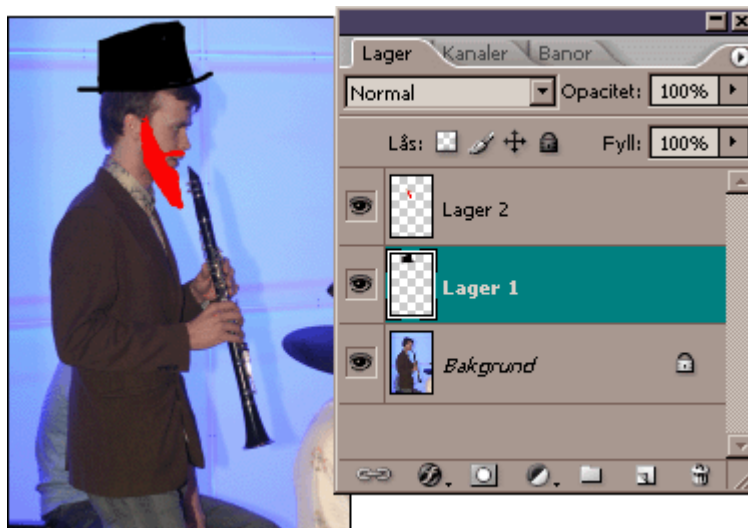 Lager Kanaler Banor
Normal Opacitet: 100%
Lås: Fyll: 100%
Lager 2
Lager 1
Bakgrund